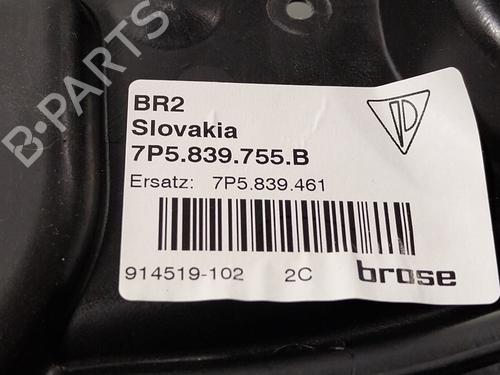 B-PARTS
BR2
Slovakia
7P5.839.755.B
Ersatz: 7P5.839.461
914519-102 2C brose